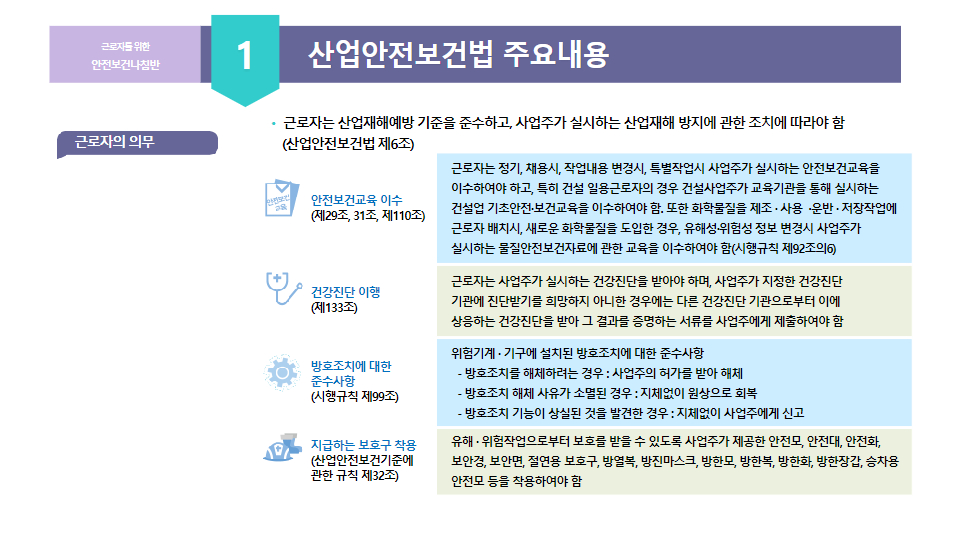 근로자를 위한
안전보건나침반
1
산업안전보건법 주요내용
근로자의 의무
• 근로자는 산업재해예방 기준을 준수하고, 사업주가 실시하는 산업재해 방지에 관한 조치에 따라야 함
(산업안전보건법 제6조)
안전보건
교육
안전보건교육 이수
(제29조, 31조, 제110조)
근로자는 정기, 채용시, 작업내용 변경시, 특별작업시 사업주가 실시하는 안전보건교육을
이수하여야 하고, 특히 건설 일용근로자의 경우 건설사업주가 교육기관을 통해 실시하는
건설업 기초안전·보건교육을 이수하여야 함. 또한 화학물질을 제조 · 사용 ·운반 · 저장작업에
근로자 배치시, 새로운 화학물질을 도입한 경우, 유해성·위험성 정보 변경시 사업주가
실시하는 물질안전보건자료에 관한 교육을 이수하여야 함(시행규칙 제92조의6)
건강진단 이행
(제133조)
근로자는 사업주가 실시하는 건강진단을 받아야 하며, 사업주가 지정한 건강진단
기관에 진단받기를 희망하지 아니한 경우에는 다른 건강진단 기관으로부터 이에
상응하는 건강진단을 받아 그 결과를 증명하는 서류를 사업주에게 제출하여야 함
방호조치에 대한
준수사항
(시행규칙 제99조)
위험기계 · 기구에 설치된 방호조치에 대한 준수사항
- 방호조치를 해체하려는 경우 : 사업주의 허가를 받아 해체
- 방호조치 해체 사유가 소멸된 경우 : 지체없이 원상으로 회복
- 방호조치 기능이 상실된 것을 발견한 경우 : 지체없이 사업주에게 신고
지급하는 보호구 착용
(산업안전보건기준에
관한 규칙 제32조)
유해 · 위험작업으로부터 보호를 받을 수 있도록 사업주가 제공한 안전모, 안전대, 안전화,
보안경, 보안면, 절연용 보호구, 방열복, 방진마스크, 방한모, 방한복, 방한화, 방한장갑, 승차용
안전모 등을 착용하여야 함